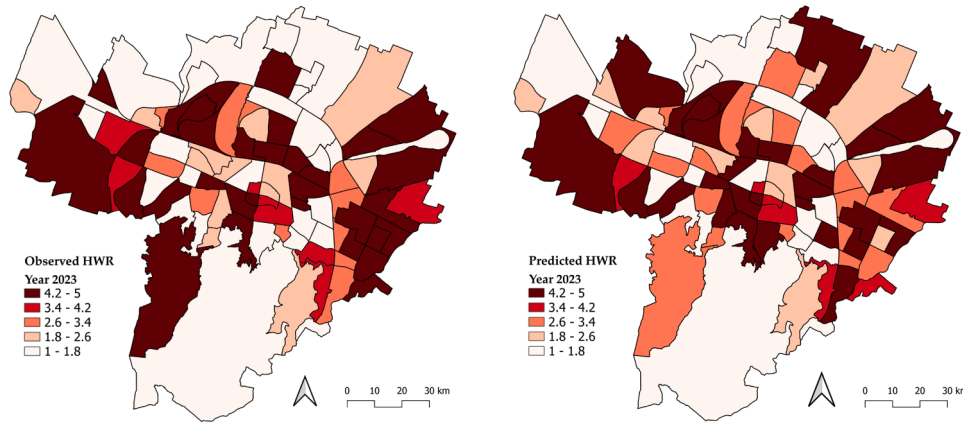 Observed HWR
Year 2023
4.2 - 5
3.4 - 4.2
2.6 - 3.4
1.8 - 2.6
1 - 1.8
0 10 20 30 km
Predicted HWR
Year 2023
4.2 - 5
3.4 - 4.2
2.6 - 3.4
1.8 - 2.6
1 - 1.8
0 10 20 30 km